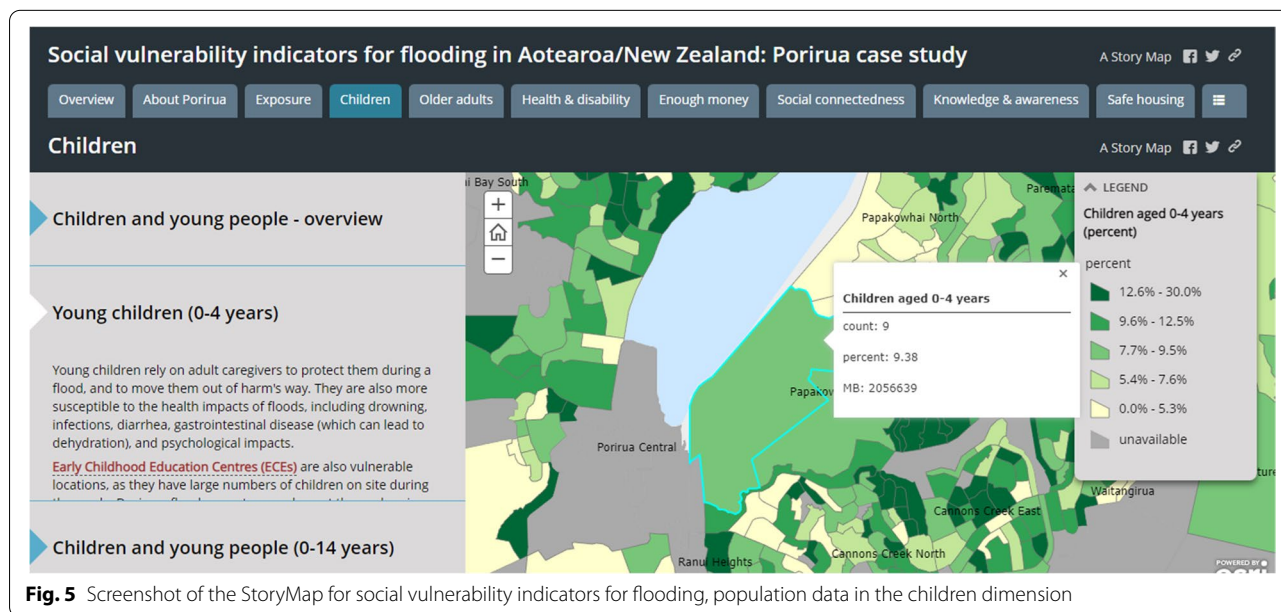 Social vulnerability indicators for flooding in Aotearoa/New Zealand: Porirua case study
A Story Map
Overview
About Porirua
Exposure
Children
Older adults
Health & disability
Enough money
Social connectedness
Knowledge & awareness
Safe housing
Children
A Story Map
Children and young people - overview
Young children (0-4 years)
Young children rely on adult caregivers to protect them during a
flood, and to move them out of harm's way. They are also more
susceptible to the health impacts of floods, including drowning,
infections, diarrhea, gastrointestinal disease (which can lead to
dehydration), and psychological impacts.
Early Childhood Education Centres (ECEs) are also vulnerable
locations, as they have large numbers of children on site during
Children and young people (0-14 years)
Bay South
Paremata
Papakowhai North
Porirua Central
Waitangirua
Cannons Creek East
Cannons Creek North
Ranui Heights
Children aged 0-4 years
count: 9
percent: 9.38
MB: 2056639
LEGEND
Children aged 0-4 years
(percent)
percent
12.6% - 30.0%
9.6% - 12.5%
7.7% - 9.5%
5.4% - 7.6%
0.0% - 5.3%
unavailable
POWERED BY
esri
Fig. 5 Screenshot of the StoryMap for social vulnerability indicators for flooding, population data in the children dimension